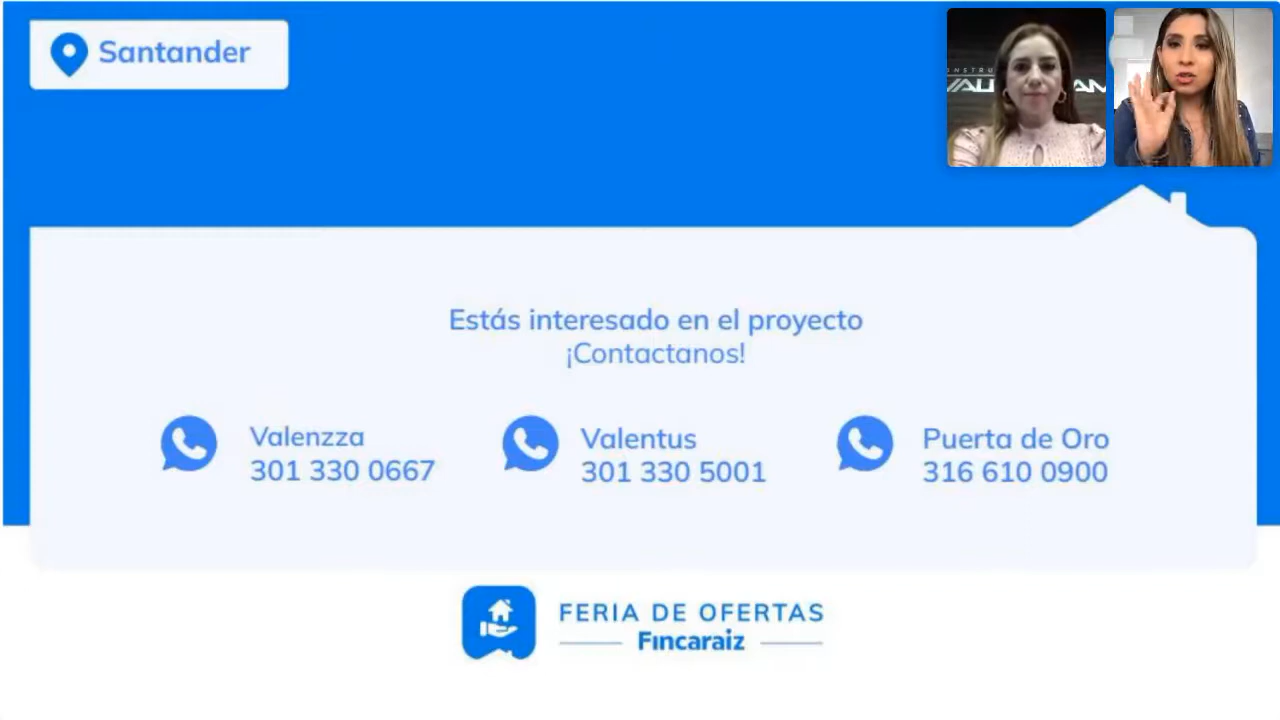 Santander
Estás interesado en el proyecto
¡Contactanos!
Valenzza
301 330 0667
Valentus
301 330 5001
Puerta de Oro
316 610 0900
FERIA DE OFERTAS
Fincaraiz